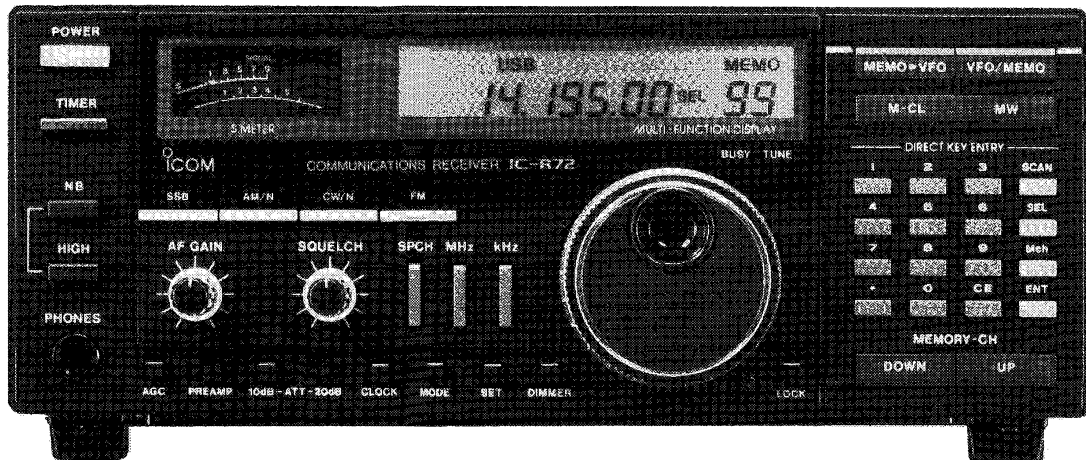 POWER
TIMER
NB
HIGH
PHONES
S METER
USB MEMO
14.195.00 SEL 99
MULTI-FUNCTION DISPLAY
BUSY TUNE
ICOM COMMUNICATIONS RECEIVER IC-R72
SSB AM/N CW/N FM
AF GAIN SQUELCH SPCH MHz kHz
AGC PREAMP 10dB-ATT-20dB CLOCK MODE SET DIMMER LOCK
MEMO▸VFO VFO/MEMO
M-CL MW
DIRECT KEY ENTRY
1 2 3 SCAN
4 5 6 SEL
7 8 9 Mch
• 0 CE ENT
MEMORY-CH
DOWN UP